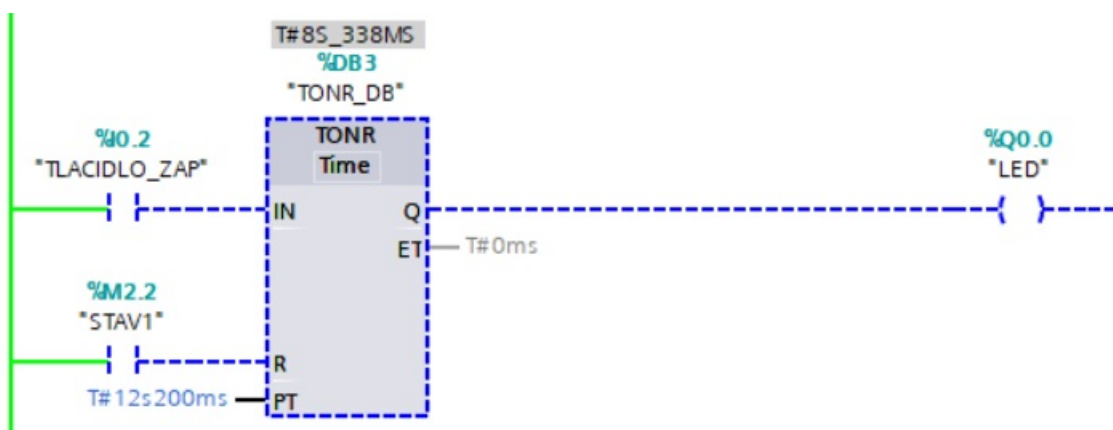 T#8S_338MS
%DB3
"TONR_DB"
%I0.2
"TLACIDLO_ZAP"
TONR
Time
%Q0.0
"LED"
IN
Q
ET
T#0ms
%M2.2
"STAV1"
R
T#12s200ms
PT